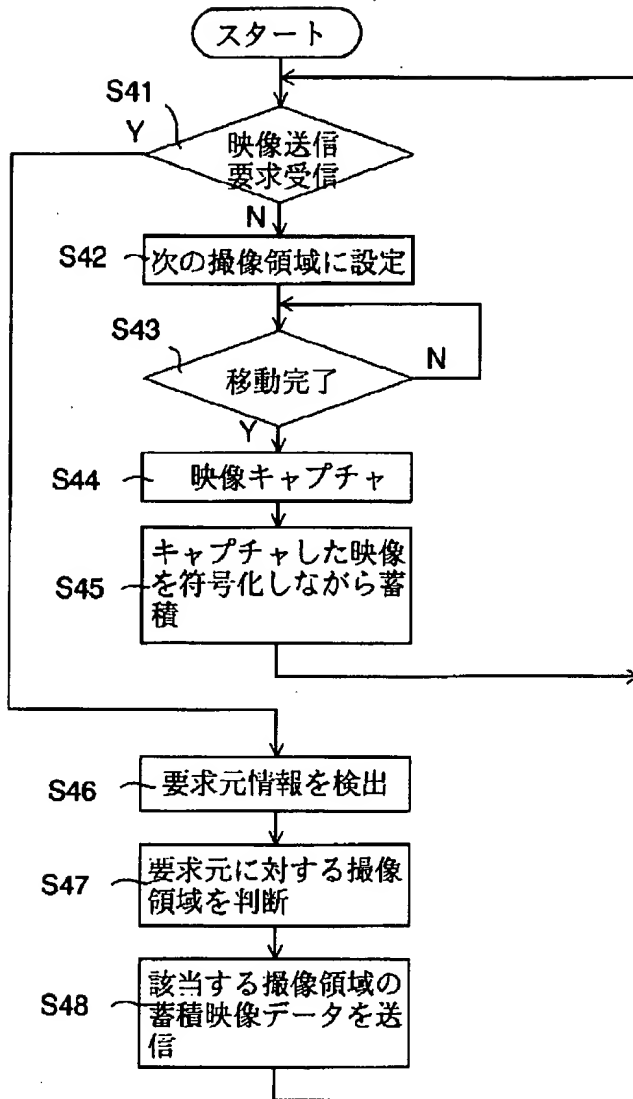 スタート
S41
Y
映像送信
要求受信
N
S42
次の撮像領域に設定
S43
移動完了
N
Y
S44
映像キャプチャ
S45
キャプチャした映像
を符号化しながら蓄
積
S46
要求元情報を検出
S47
要求元に対する撮像
領域を判断
S48
該当する撮像領域の
蓄積映像データを送
信